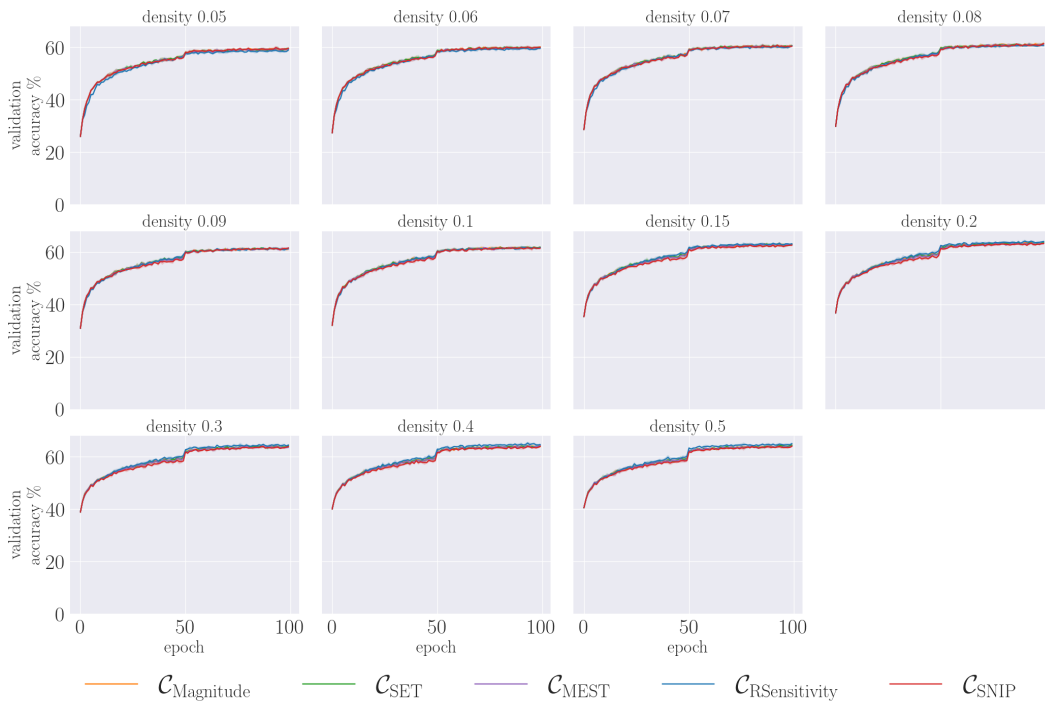 density 0.05
density 0.06
density 0.07
density 0.08
validation
accuracy %
60
40
20
0
density 0.09
density 0.1
density 0.15
density 0.2
validation
accuracy %
60
40
20
0
density 0.3
density 0.4
density 0.5
validation
accuracy %
60
40
20
0
0 50 100
epoch
0 50 100
epoch
0 50 100
epoch
𝒞Magnitude
𝒞SET
𝒞MEST
𝒞RSensitivity
𝒞SNIP